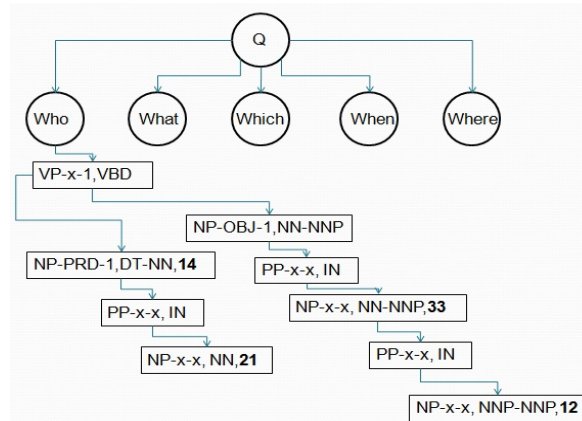 Q
Who
What
Which
When
Where
VP-x-1,VBD
NP-OBJ-1,NN-NNP
NP-PRD-1,DT-NN,14
PP-x-x, IN
PP-x-x, IN
NP-x-x, NN-NNP,33
NP-x-x, NN,21
PP-x-x, IN
NP-x-x, NNP-NNP,12